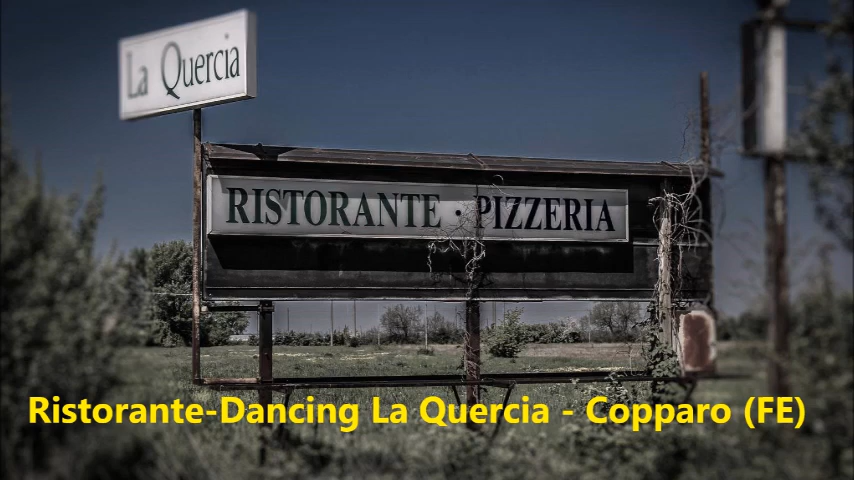 La Quercia
RISTORANTE · PIZZERIA
Ristorante-Dancing La Quercia - Copparo (FE)